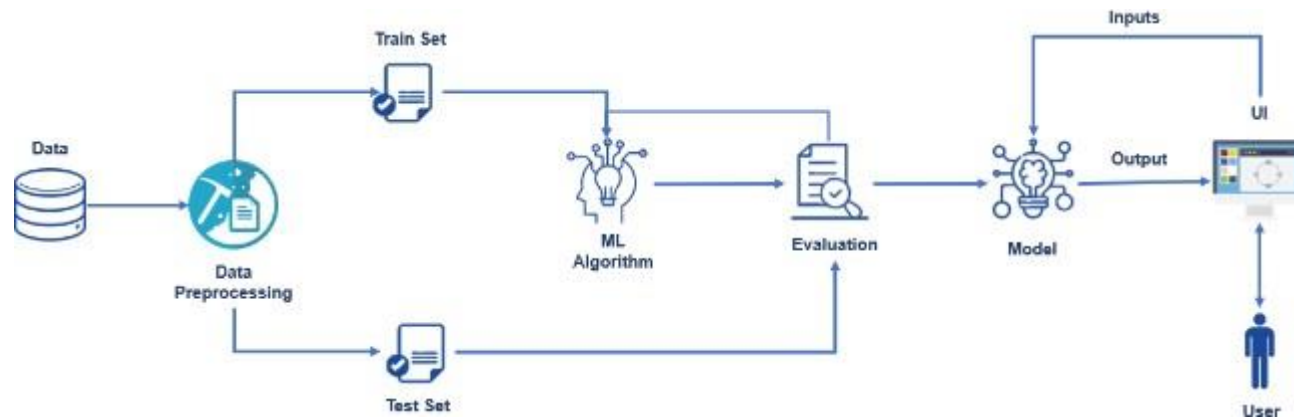 Inputs
Train Set
UI
Data
Output
ML
Algorithm
Evaluation
Model
Data
Preprocessing
Test Set
User